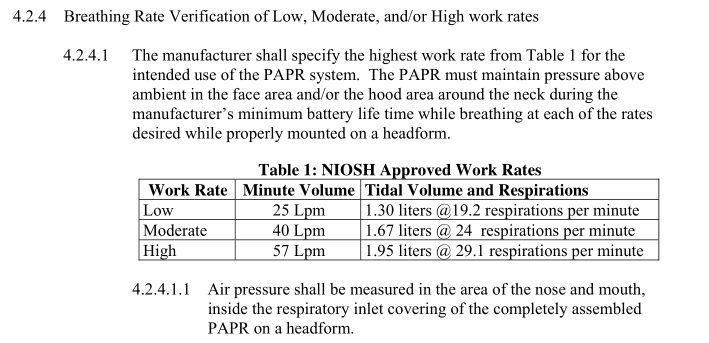 4.2.4 Breathing Rate Verification of Low, Moderate, and/or High work rates
4.2.4.1 The manufacturer shall specify the highest work rate from Table 1 for the
intended use of the PAPR system. The PAPR must maintain pressure above
ambient in the face area and/or the hood area around the neck during the
manufacturer's minimum battery life time while breathing at each of the rates
desired while properly mounted on a headform.
Table 1: NIOSH Approved Work Rates
Work Rate Minute Volume Tidal Volume and Respirations
Low 25 Lpm 1.30 liters @19.2 respirations per minute
Moderate 40 Lpm 1.67 liters @ 24 respirations per minute
High 57 Lpm 1.95 liters @ 29.1 respirations per minute
4.2.4.1.1 Air pressure shall be measured in the area of the nose and mouth,
inside the respiratory inlet covering of the completely assembled
PAPR on a headform.